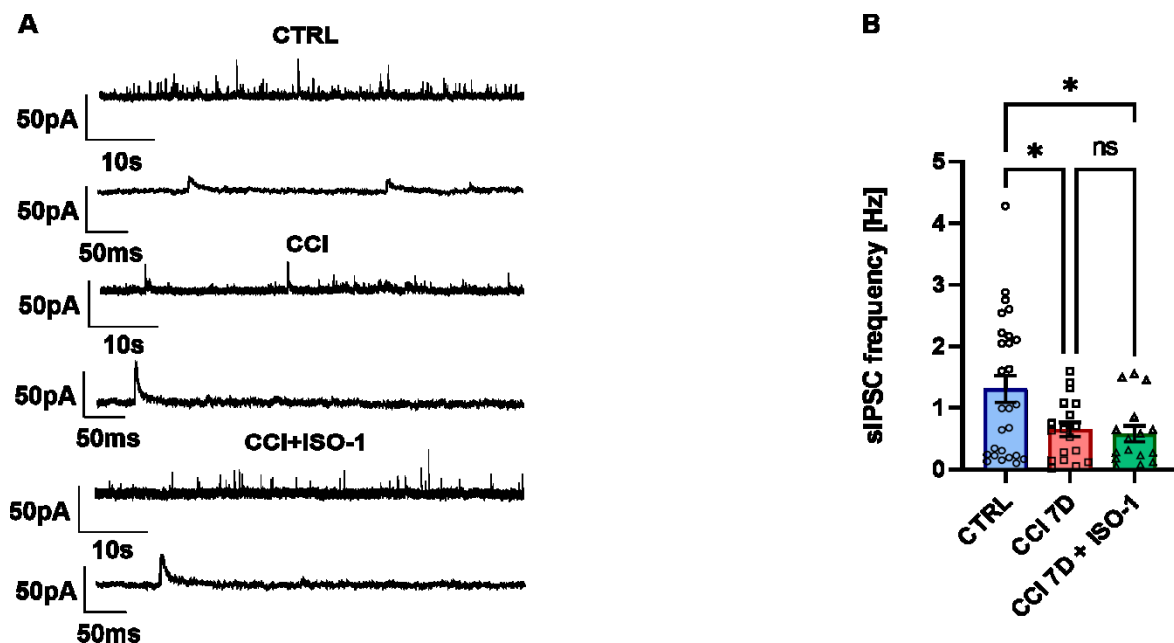 A
CTRL
50pA
10s
50pA
50ms
CCI
50pA
10s
50pA
50ms
CCI+ISO-1
50pA
10s
50pA
50ms
B
*
* ns
sIPSC frequency [Hz]
5
4
3
2
1
0
CTRL
CCI 7D
CCI 7D + ISO-1